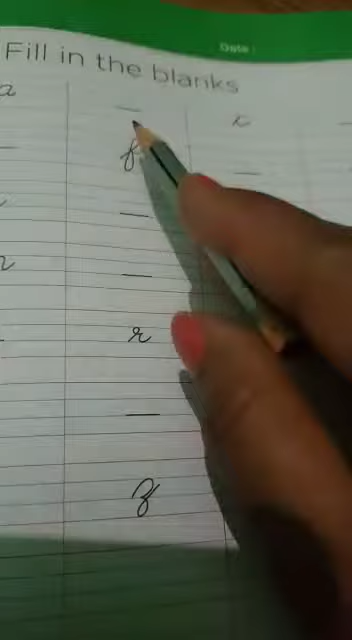 Date :
Fill in the blanks
a _ c _
_ f _
_
n _
r
_
z